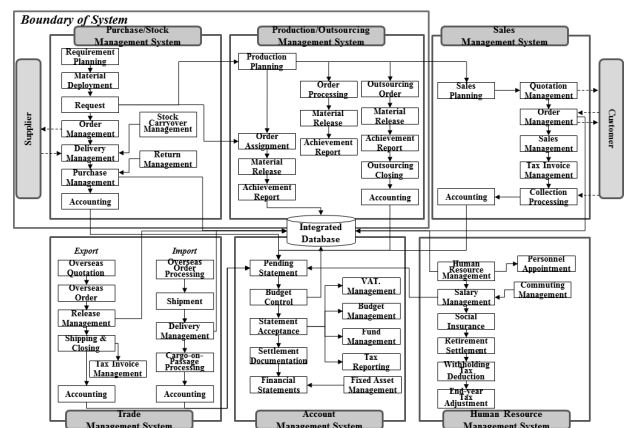 Boundary of System
Purchase/Stock
Management System
Requirement
Planning
Material
Deployment
Request
Order
Management
Stock
Carryover
Management
Delivery
Management
Return
Management
Purchase
Management
Accounting
Supplier
Production/Outsourcing
Management System
Production
Planning
Order
Processing
Material
Release
Achievement
Report
Outsourcing
Order
Material
Release
Achievement
Report
Outsourcing
Closing
Accounting
Order
Assignment
Material
Release
Achievement
Report
Sales
Management System
Sales
Planning
Quotation
Management
Order
Management
Sales
Management
Tax Invoice
Management
Collection
Processing
Accounting
Customer
Integrated
Database
Export
Overseas
Quotation
Overseas
Order
Release
Management
Shipping &
Closing
Tax Invoice
Management
Accounting
Import
Overseas
Order
Processing
Shipment
Delivery
Management
Cargo-on-
Passage
Processing
Accounting
Trade
Management System
Pending
Statement
Budget
Control
Statement
Acceptance
Settlement
Documentation
Financial
Statements
VAT.
Management
Budget
Management
Fund
Management
Tax
Reporting
Fixed Asset
Management
Account
Management System
Human
Resource
Management
Personnel
Appointment
Salary
Management
Commuting
Management
Social
Insurance
Retirement
Settlement
Withholding
Tax
Deduction
End-year
Tax
Adjustment
Human Resource
Management System